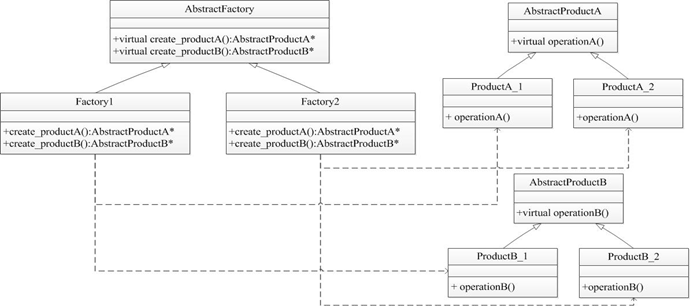 AbstractFactory
+virtual create_productA():AbstractProductA*
+virtual create_productB():AbstractProductB*
AbstractProductA
+virtual operationA()
Factory1
+create_productA():AbstractProductA*
+create_productB():AbstractProductB*
Factory2
+create_productA():AbstractProductA*
+create_productB():AbstractProductB*
ProductA_1
+ operationA()
ProductA_2
+operationA()
AbstractProductB
+virtual operationB()
ProductB_1
+ operationB()
ProductB_2
+operationB()